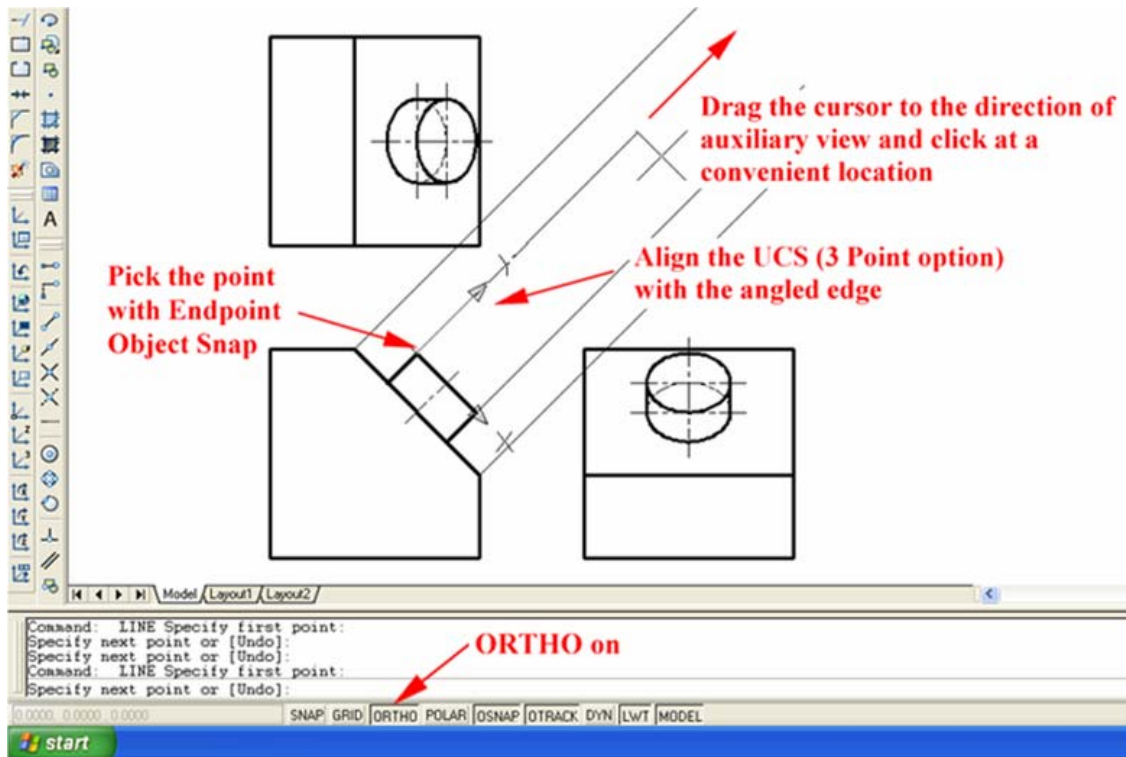 Drag the cursor to the direction of
auxiliary view and click at a
convenient location
Align the UCS (3 Point option)
with the angled edge
Pick the point
with Endpoint
Object Snap
Y
X
A
Model Layout1 Layout2
Command: LINE Specify first point:
Specify next point or [Undo]:
Specify next point or [Undo]:
Command: LINE Specify first point:
Specify next point or [Undo]:
ORTHO on
0.0000, 0.0000, 0.0000 SNAP GRID ORTHO POLAR OSNAP OTRACK DYN LWT MODEL
start